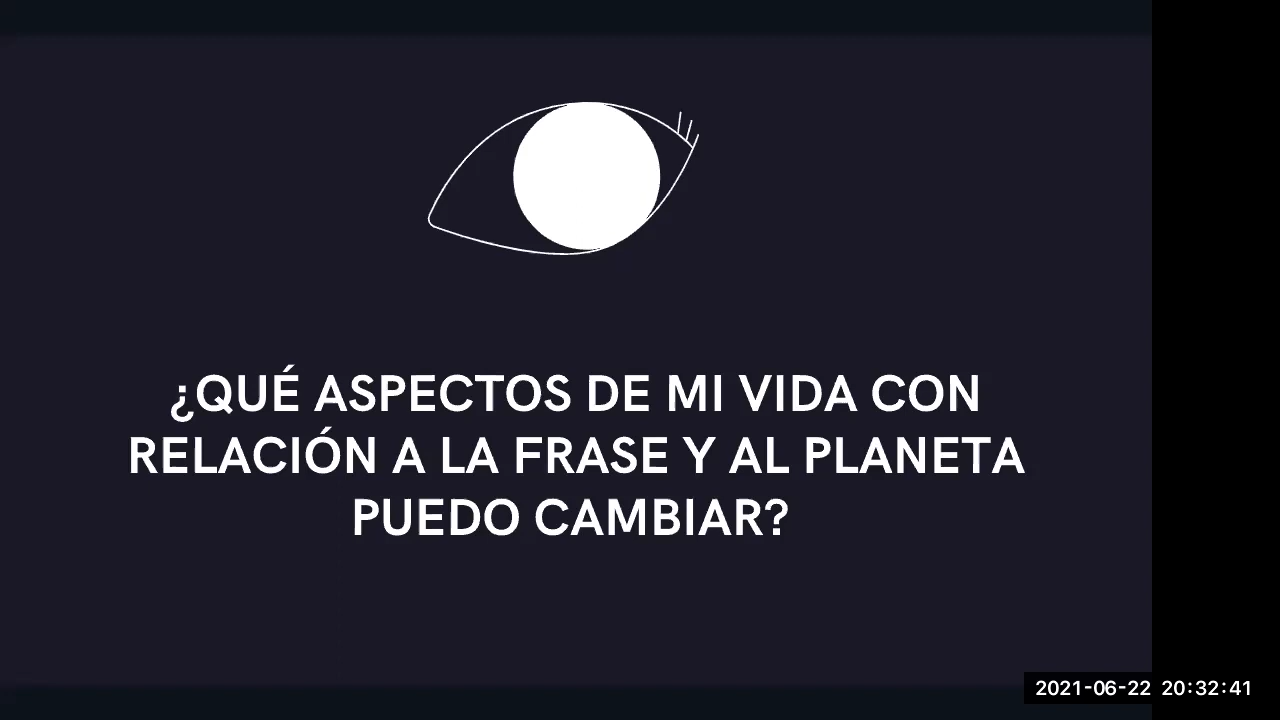 ¿QUÉ ASPECTOS DE MI VIDA CON
RELACIÓN A LA FRASE Y AL PLANETA
PUEDO CAMBIAR?
2021-06-22 20:32:41